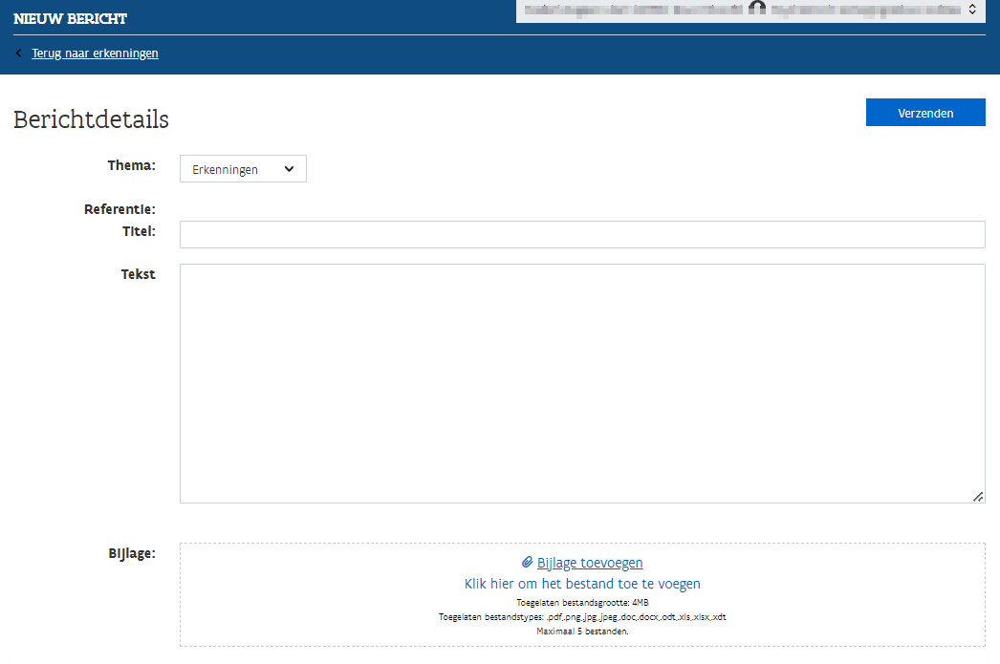 NIEUW BERICHT
Terug naar erkenningen
Berichtdetails
Verzenden
Thema:
Erkenningen
Referentie:
Titel:
Tekst
Bijlage:
Bijlage toevoegen
Klik hier om het bestand toe te voegen
Toegelaten bestandsgrootte: 4MB
Toegelaten bestandstypes: .pdf,.png,.jpg,.jpeg,.doc,.docx,.odt,.xls,.xlsx,.xdt
Maximaal 5 bestanden.